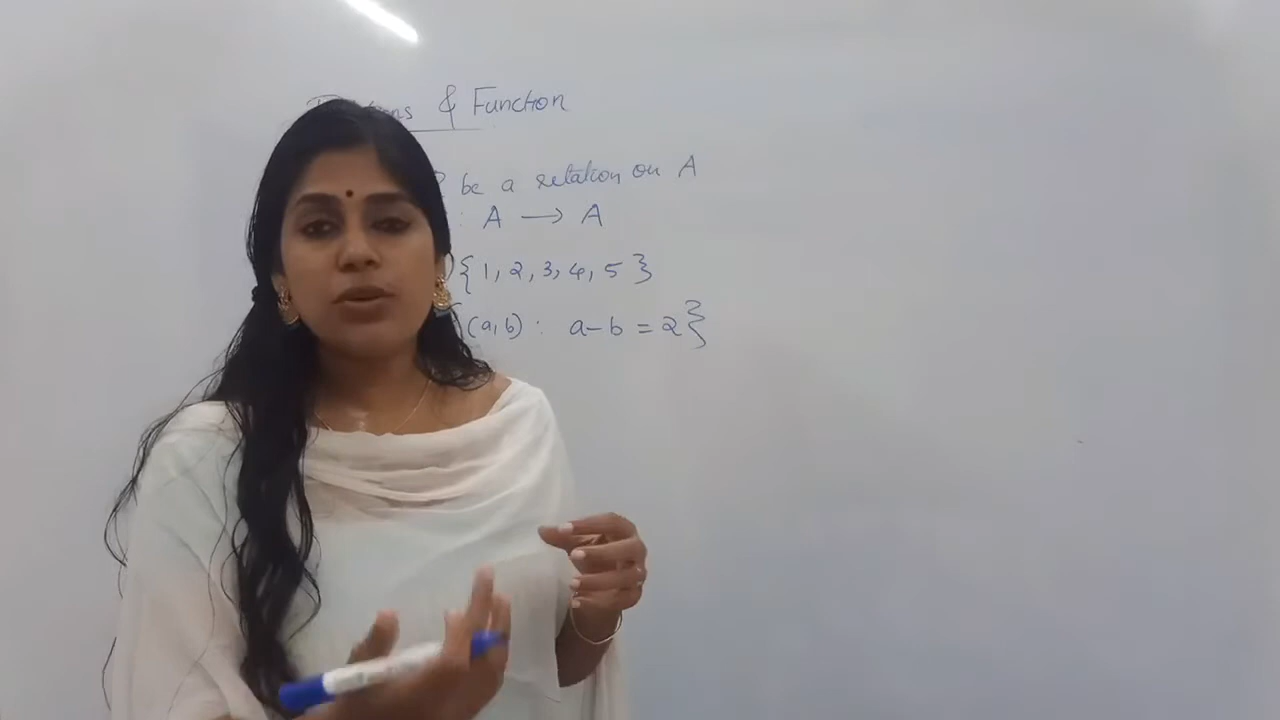 & Function
be a relation on A
: A → A
{1, 2, 3, 4, 5}
{(a,b) : a-b = 2}